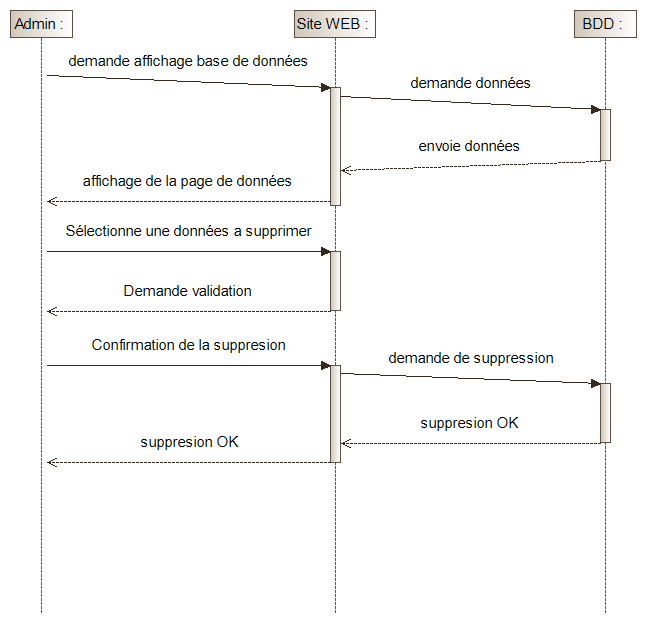 Admin :
Site WEB :
BDD :
demande affichage base de données
demande données
envoie données
affichage de la page de données
Sélectionne une données a supprimer
Demande validation
Confirmation de la suppresion
demande de suppression
suppresion OK
suppresion OK